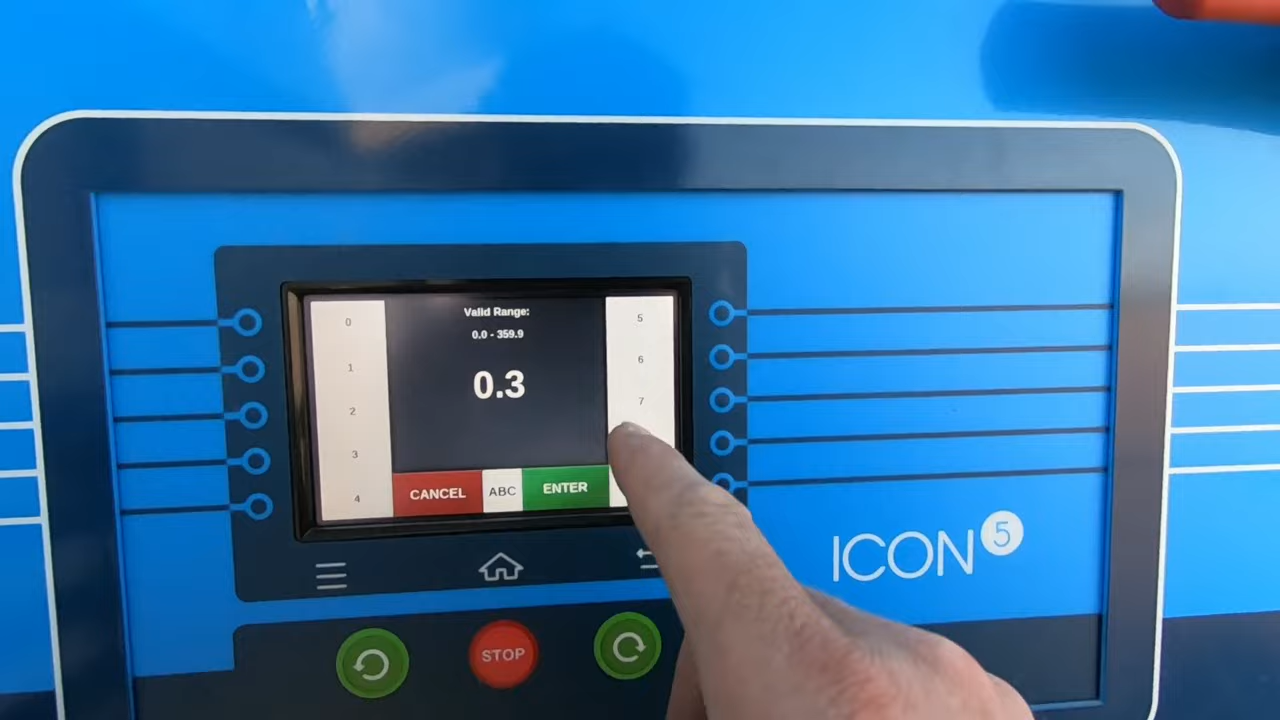 Valid Range:
0.0 - 359.9
0.3
0
1
2
3
4
5
6
7
CANCEL
ABC
ENTER
STOP
ICON 5